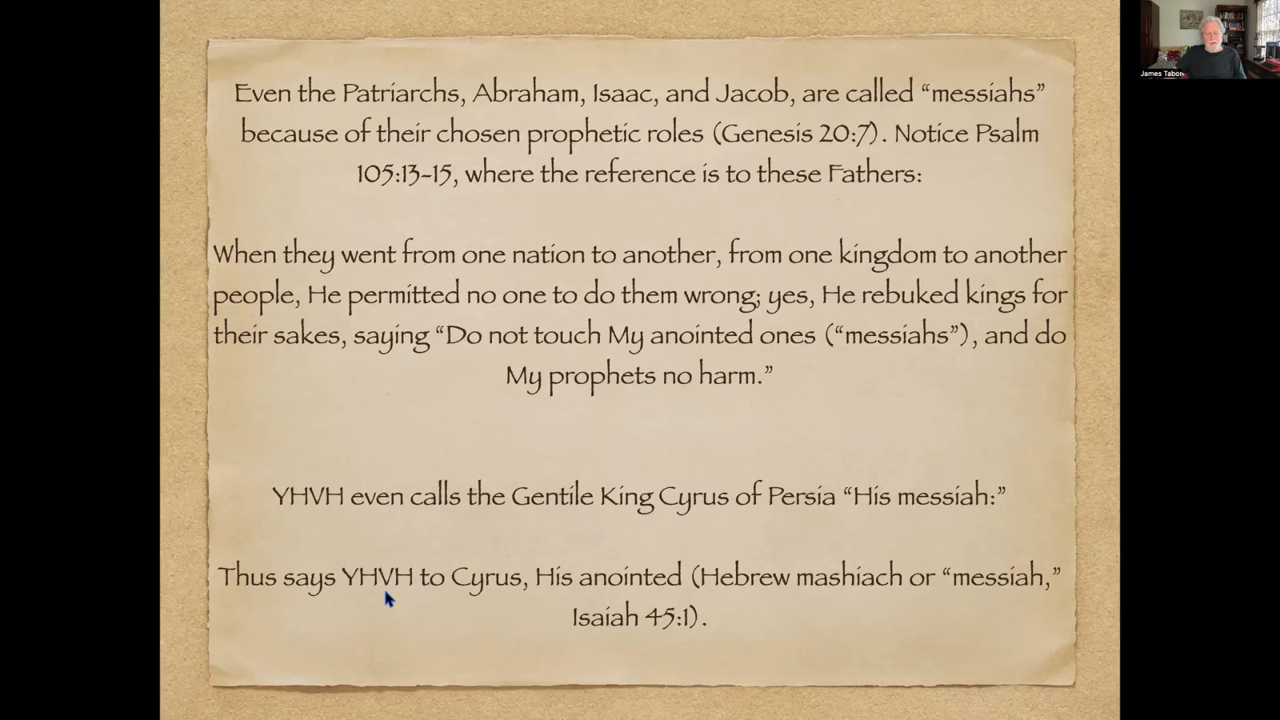 Even the Patriarchs, Abraham, Isaac, and Jacob, are called “messiahs”
because of their chosen prophetic roles (Genesis 20:7). Notice Psalm
105:13-15, where the reference is to these Fathers:
When they went from one nation to another, from one kingdom to another
people, He permitted no one to do them wrong; yes, He rebuked kings for
their sakes, saying “Do not touch My anointed ones (“messiahs”), and do
My prophets no harm.”
YHVH even calls the Gentile King Cyrus of Persia “His messiah:”
Thus says YHVH to Cyrus, His anointed (Hebrew mashiach or “messiah,”
Isaiah 45:1).
James Tabor